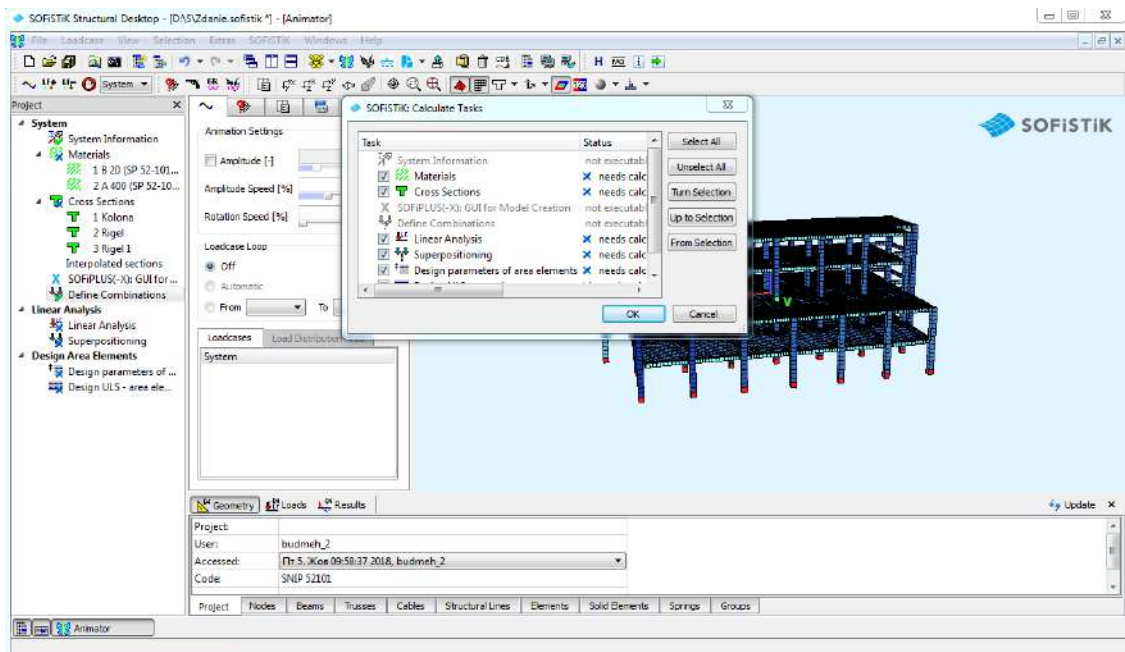 SOFiSTiK Structural Desktop - [D:\S\Zdanie.sofistik *] - [Animator]
File Loadcase View Selection Extras SOFiSTiK Windows Help
System
Project
System
System Information
Materials
1 B 20 (SP 52-101...
2 A 400 (SP 52-10...
Cross Sections
1 Kolona
2 Rigel
3 Rigel 1
Interpolated sections
SOFiPLUS(-X): GUI for ...
Define Combinations
Linear Analysis
Linear Analysis
Superpositioning
Design Area Elements
Design parameters of ...
Design ULS - area ele...
Animation Settings
Amplitude [-]
Amplitude Speed [%]
Rotation Speed [%]
Loadcase Loop
Off
Automatic
From To
Loadcases Load Distribution
System
SOFiSTiK: Calculate Tasks
Task Status
System Information not executabl
Materials needs calc
Cross Sections needs calc
SOFiPLUS(-X): GUI for Model Creation not executabl
Define Combinations not executabl
Linear Analysis needs calc
Superpositioning needs calc
Design parameters of area elements needs calc
Select All
Unselect All
Turn Selection
Up to Selection
From Selection
OK Cancel
SOFiSTiK
Y
Geometry Loads Results
Update
Project:
User: budmeh_2
Accessed: Пт 5. Жов 09:58:37 2018, budmeh_2
Code: SNIP 52101
Project Nodes Beams Trusses Cables Structural Lines Elements Solid Elements Springs Groups
Animator